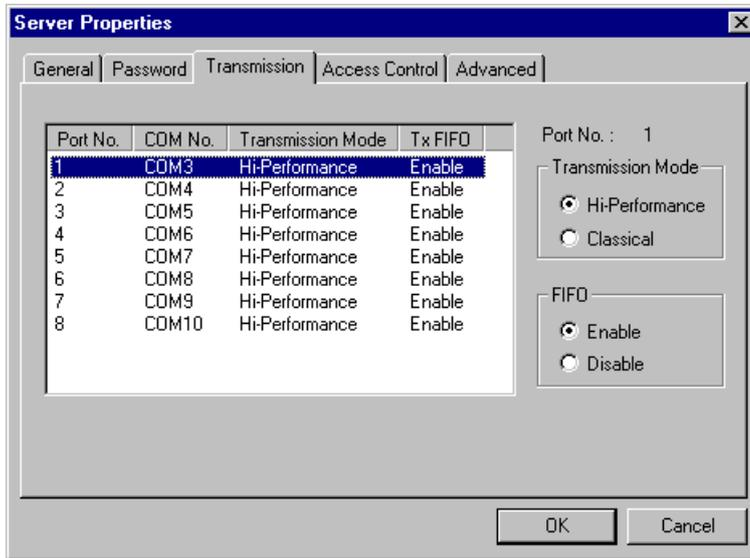 Server Properties
General Password Transmission Access Control Advanced
Port No. COM No. Transmission Mode Tx FIFO
1 COM3 Hi-Performance Enable
2 COM4 Hi-Performance Enable
3 COM5 Hi-Performance Enable
4 COM6 Hi-Performance Enable
5 COM7 Hi-Performance Enable
6 COM8 Hi-Performance Enable
7 COM9 Hi-Performance Enable
8 COM10 Hi-Performance Enable
Port No. : 1
Transmission Mode
Hi-Performance
Classical
FIFO
Enable
Disable
OK Cancel